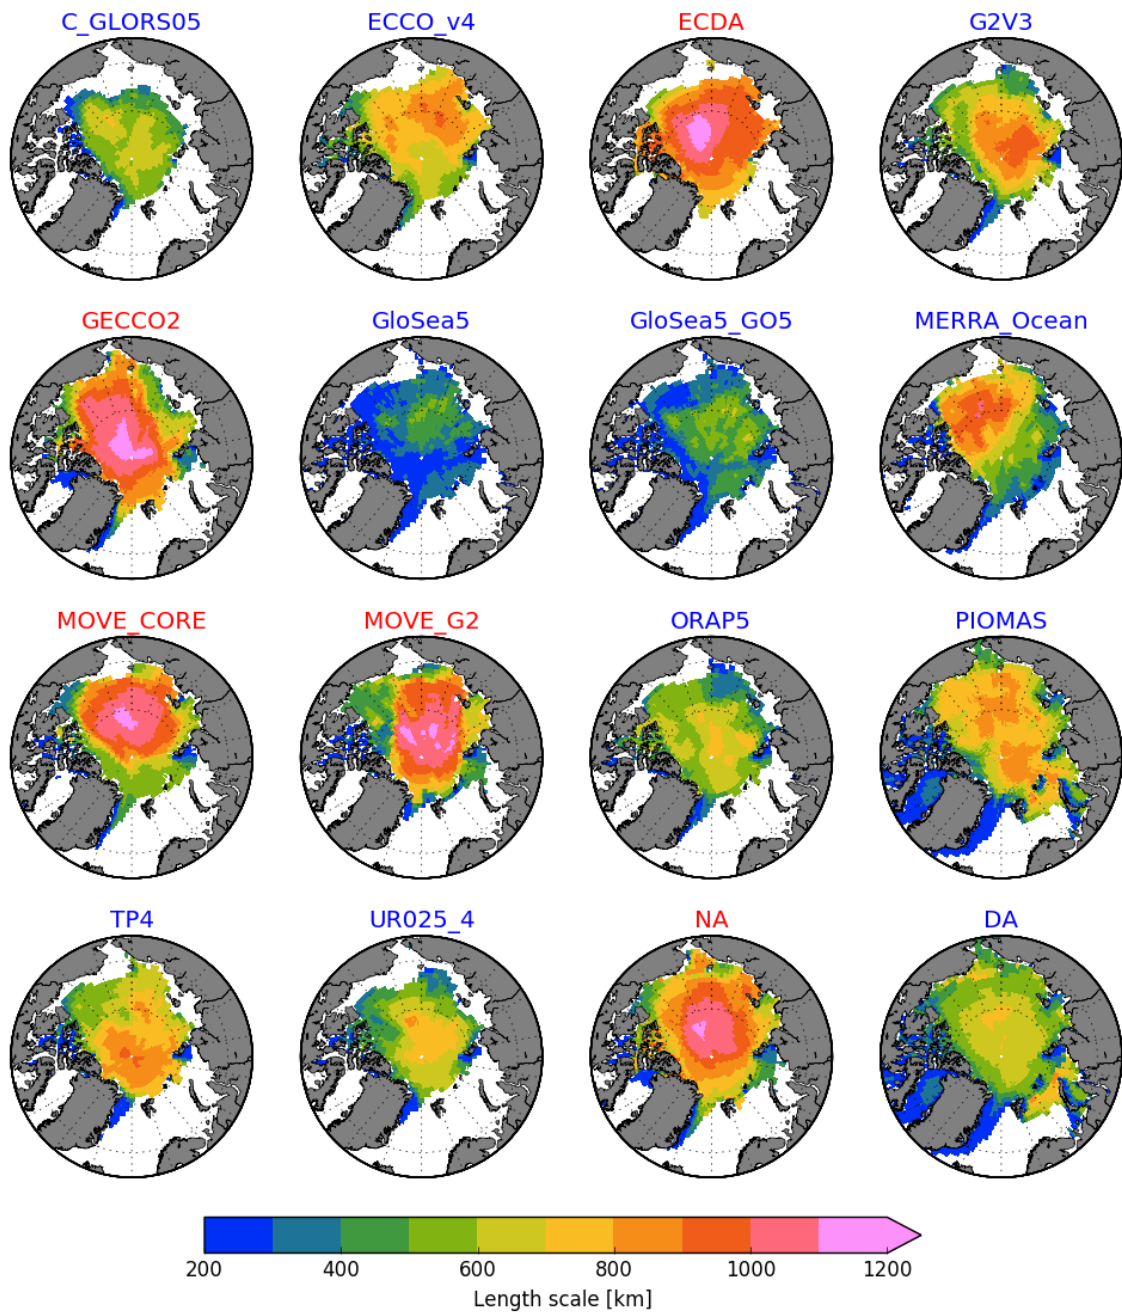 C_GLORS05 ECCO_v4 ECDA G2V3
GECCO2 GloSea5 GloSea5_GO5 MERRA_Ocean
MOVE_CORE MOVE_G2 ORAP5 PIOMAS
TP4 UR025_4 NA DA
200 400 600 800 1000 1200
Length scale [km]